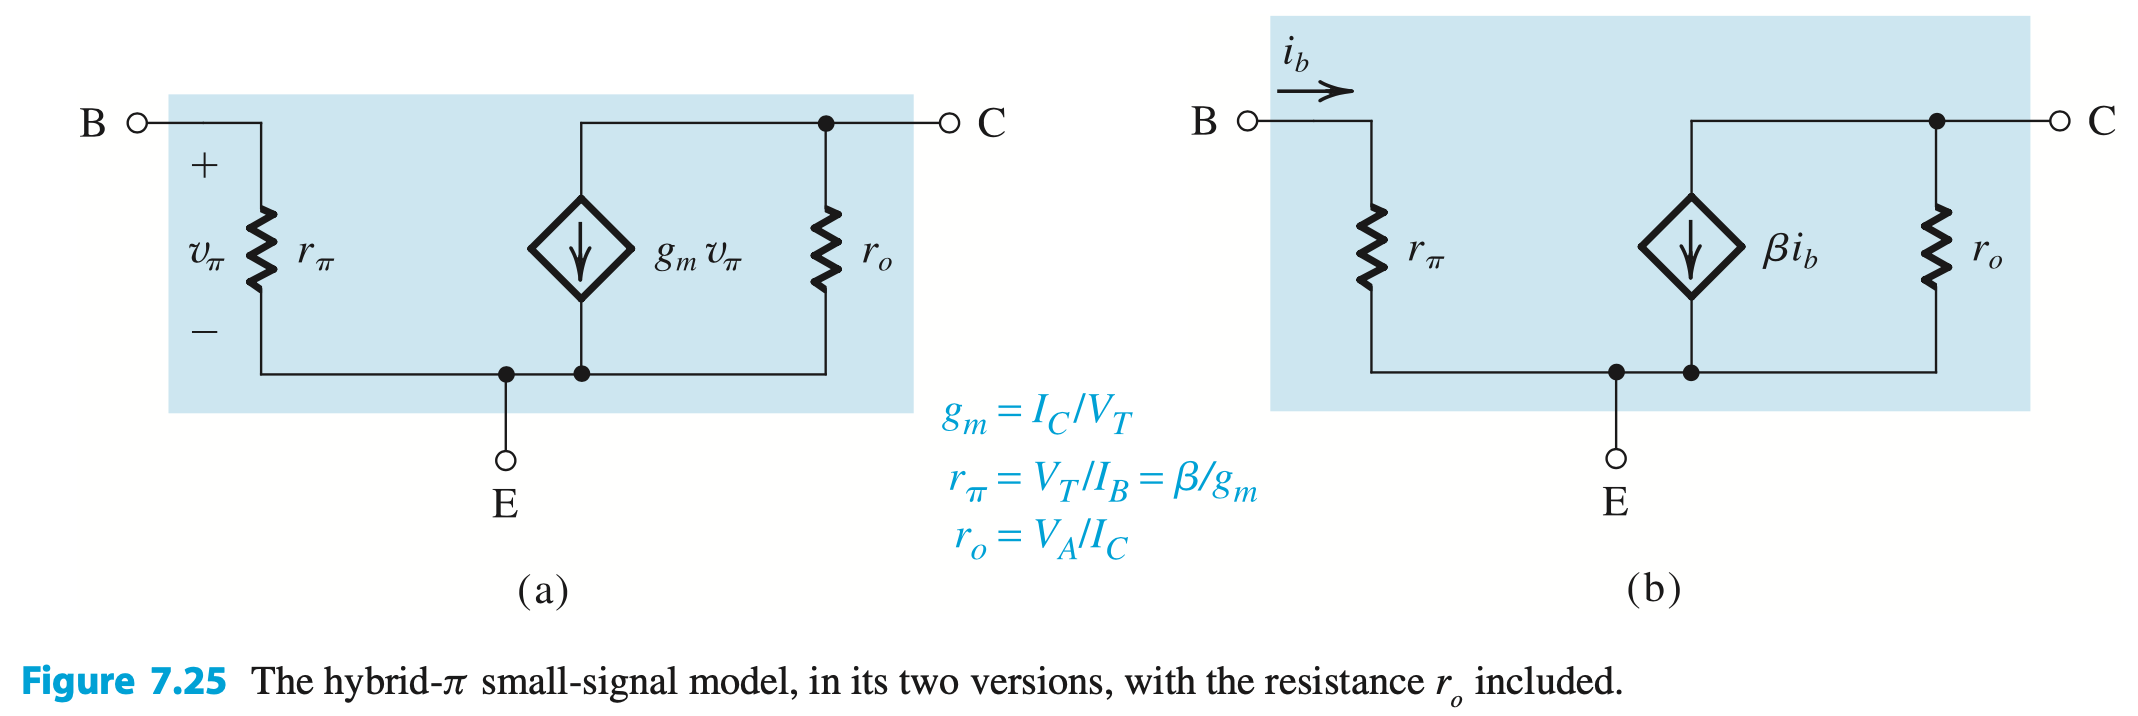 i_b
B
+
v_π
−
r_π
g_m v_π
r_o
C
E
(a)
g_m = I_C/V_T
r_π = V_T/I_B = β/g_m
r_o = V_A/I_C
B
r_π
βi_b
r_o
C
E
(b)
Figure 7.25 The hybrid-π small-signal model, in its two versions, with the resistance r_o included.